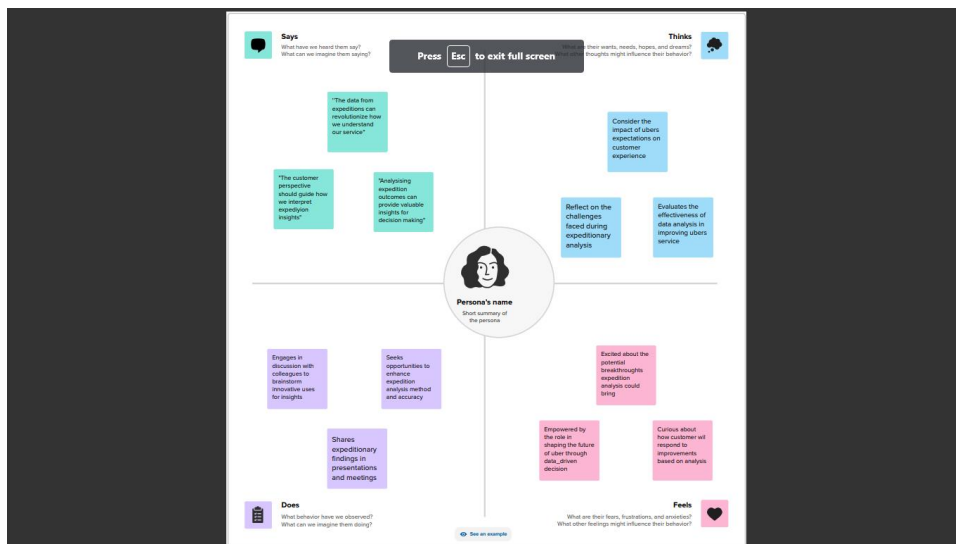 Says
What have we heard them say?
What can we imagine them saying?
Thinks
are their wants, needs, hopes, and dreams?
thoughts might influence their behavior?
Press Esc to exit full screen
"The data from
expeditions can
revolutionize how
we understand
our service"
"The customer
perspective
should guide how
we interpret
expediyion
insights"
"Analysising
expedition
outcomes can
provide valuable
insights for
decision making"
Consider the
impact of ubers
expectations on
customer
experience
Reflect on the
challenges
faced during
expeditionary
analysis
Evaluates the
effectiveness of
data analysis in
improving ubers
service
Persona's name
Short summary of
the persona
Engages in
discussion with
colleagues to
brainstorm
innovative uses
for insights
Seeks
opportunities to
enhance
expedition
analysis method
and accuracy
Shares
expeditionary
findings in
presentations
and meetings
Excited about the
potential
breakthroughts
expedition
analysis could
bring
Empowered by
the role in
shaping the future
of uber through
data_driven
decision
Curious about
how customer wil
respond to
improvements
based on analysis
Does
What behavior have we observed?
What can we imagine them doing?
Feels
What are their fears, frustrations, and anxieties?
What other feelings might influence their behavior?
See an example